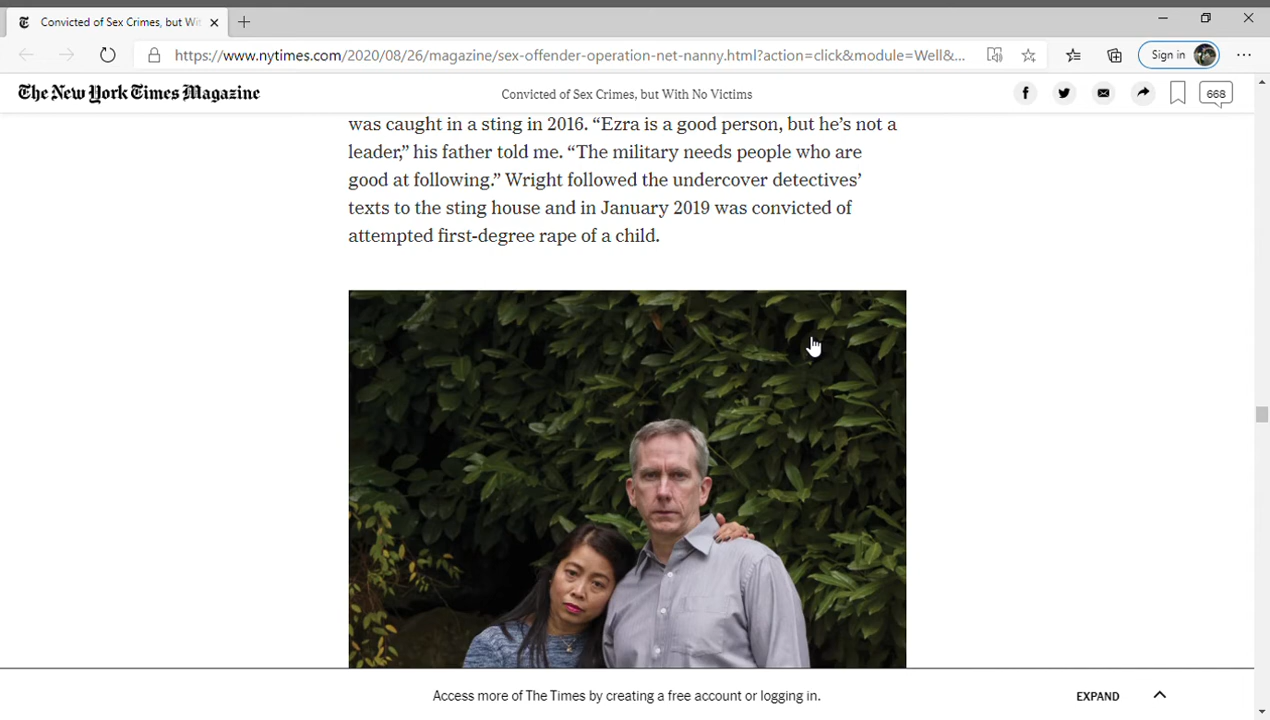 Convicted of Sex Crimes, but Wit
https://www.nytimes.com/2020/08/26/magazine/sex-offender-operation-net-nanny.html?action=click&module=Well&...
Sign in
The New York Times Magazine
Convicted of Sex Crimes, but With No Victims
668
was caught in a sting in 2016. “Ezra is a good person, but he’s not a
leader,” his father told me. “The military needs people who are
good at following.” Wright followed the undercover detectives’
texts to the sting house and in January 2019 was convicted of
attempted first-degree rape of a child.
Access more of The Times by creating a free account or logging in.
EXPAND